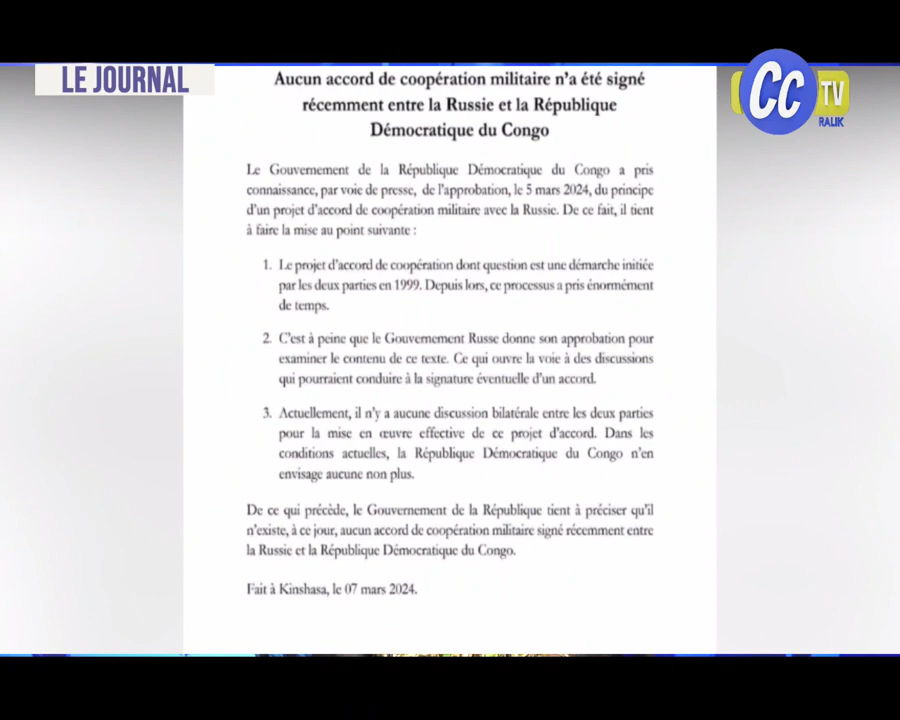 LE JOURNAL
CC TV
RALIK
Aucun accord de coopération militaire n'a été signé
récemment entre la Russie et la République
Démocratique du Congo
Le Gouvernement de la République Démocratique du Congo a pris
connaissance, par voie de presse, de l'approbation, le 5 mars 2024, du principe
d'un projet d'accord de coopération militaire avec la Russie. De ce fait, il tient
à faire la mise au point suivante :
1. Le projet d'accord de coopération dont question est une démarche initiée
par les deux parties en 1999. Depuis lors, ce processus a pris énormément
de temps.
2. C'est à peine que le Gouvernement Russe donne son approbation pour
examiner le contenu de ce texte. Ce qui ouvre la voie à des discussions
qui pourraient conduire à la signature éventuelle d'un accord.
3. Actuellement, il n'y a aucune discussion bilatérale entre les deux parties
pour la mise en œuvre effective de ce projet d'accord. Dans les
conditions actuelles, la République Démocratique du Congo n'en
envisage aucune non plus.
De ce qui précède, le Gouvernement de la République tient à préciser qu'il
n'existe, à ce jour, aucun accord de coopération militaire signé récemment entre
la Russie et la République Démocratique du Congo.
Fait à Kinshasa, le 07 mars 2024.